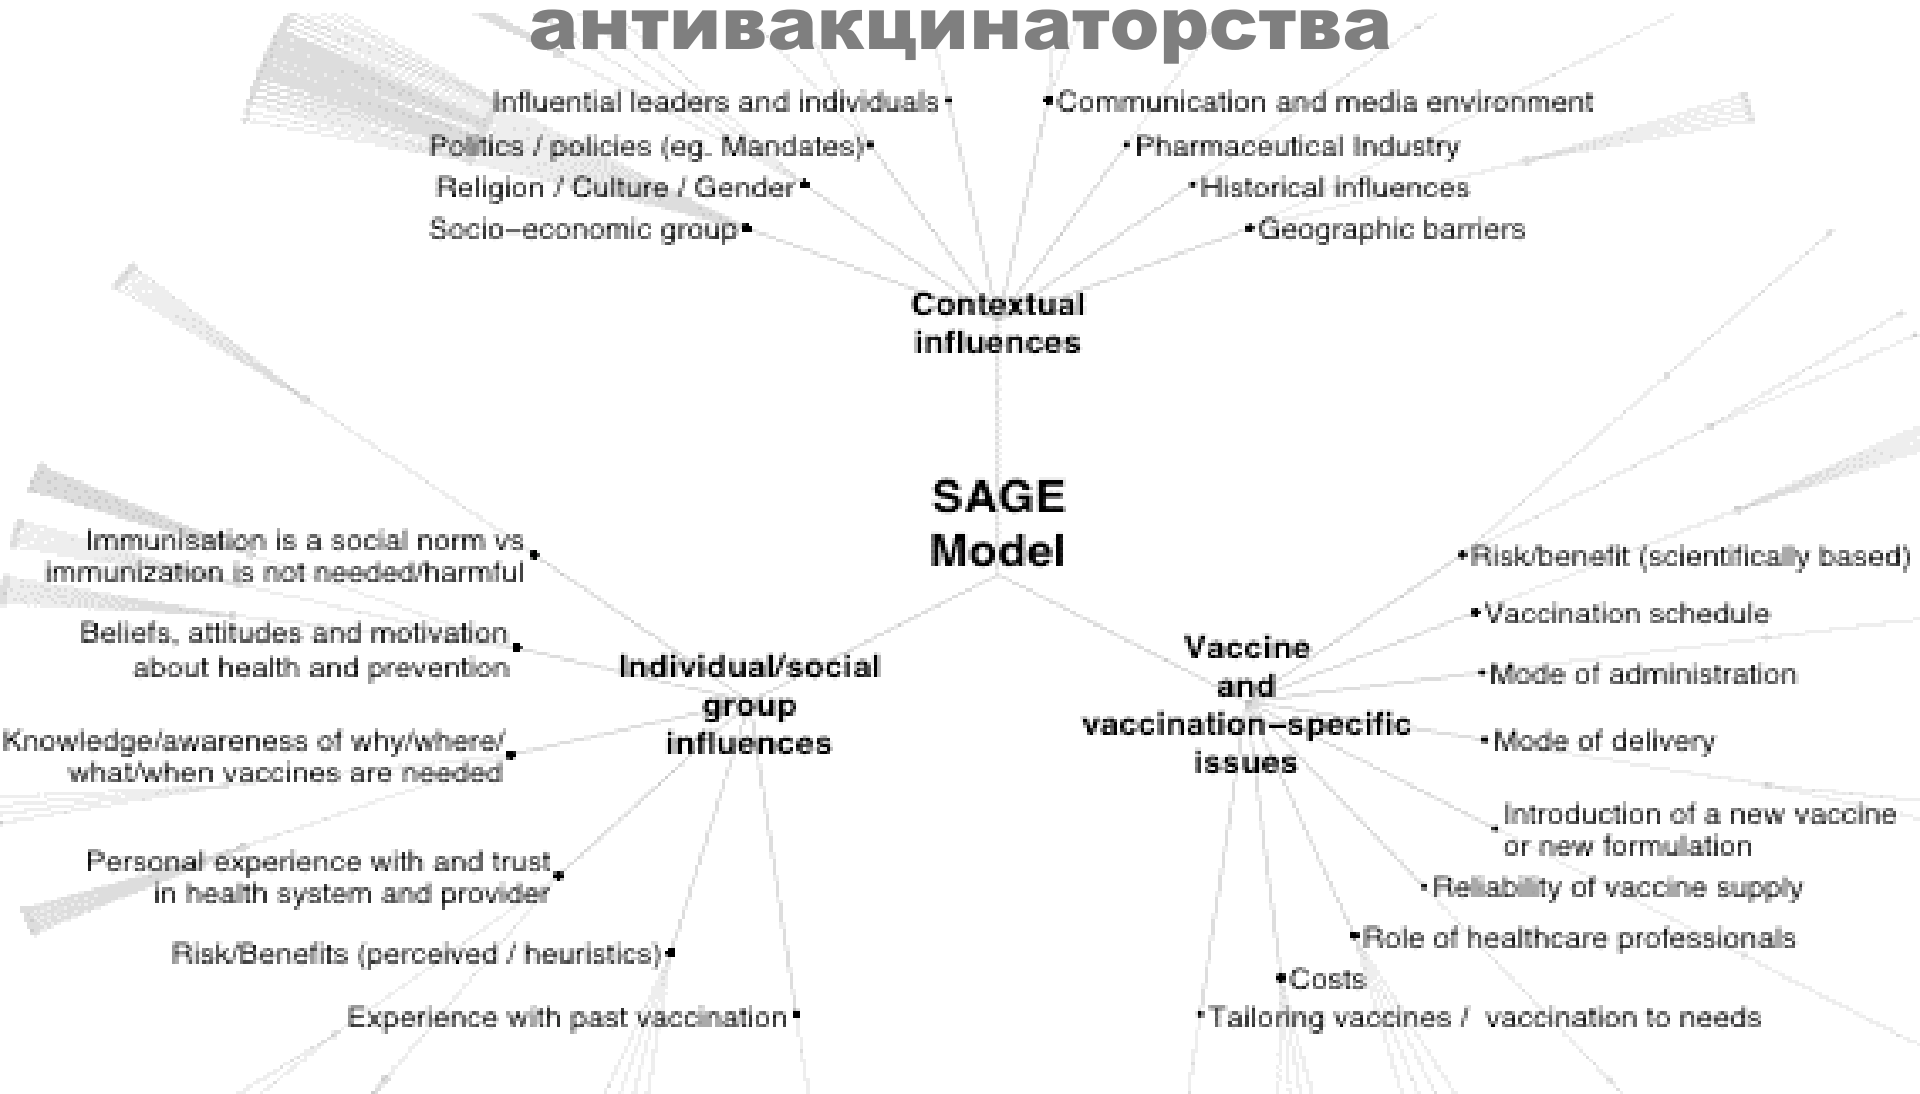 антивакцинаторства
Influential leaders and individuals
Politics / policies (eg. Mandates)
Religion / Culture / Gender
Socio-economic group
Communication and media environment
Pharmaceutical Industry
Historical influences
Geographic barriers
Contextual
influences
SAGE
Model
Immunisation is a social norm vs
immunization is not needed/harmful
Beliefs, attitudes and motivation
about health and prevention
Knowledge/awareness of why/where/
what/when vaccines are needed
Personal experience with and trust
in health system and provider
Risk/Benefits (perceived / heuristics)
Experience with past vaccination
Individual/social
group
influences
Vaccine
and
vaccination-specific
issues
Risk/benefit (scientifically based)
Vaccination schedule
Mode of administration
Mode of delivery
Introduction of a new vaccine
or new formulation
Reliability of vaccine supply
Role of healthcare professionals
Costs
Tailoring vaccines / vaccination to needs